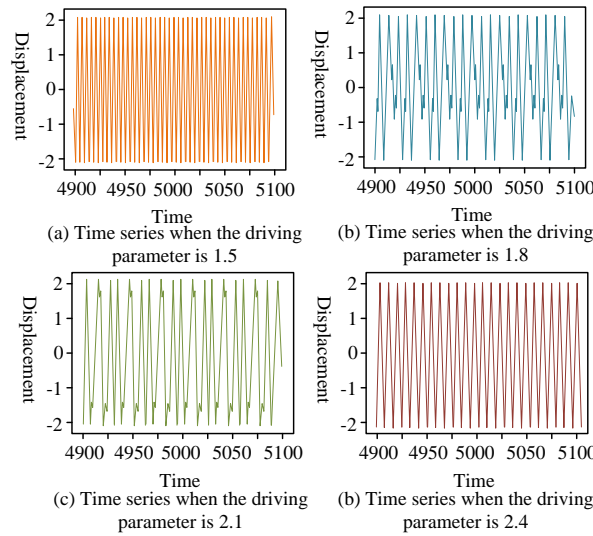 Displacement
2
1
0
-1
-2
4900 4950 5000 5050 5100
Time
(a) Time series when the driving
parameter is 1.5
Displacement
2
1
0
-1
-2
4900 4950 5000 5050 5100
Time
(b) Time series when the driving
parameter is 1.8
Displacement
2
1
0
-1
-2
4900 4950 5000 5050 5100
Time
(c) Time series when the driving
parameter is 2.1
Displacement
2
1
0
-1
-2
4900 4950 5000 5050 5100
Time
(b) Time series when the driving
parameter is 2.4